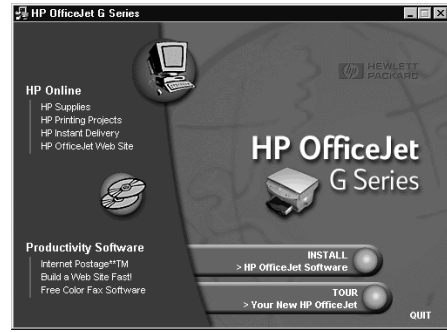 HP OfficeJet G Series
HEWLETT
PACKARD
HP Online
HP Supplies
HP Printing Projects
HP Instant Delivery
HP OfficeJet Web Site
HP OfficeJet
G Series
Productivity Software
Internet Postage**TM
Build a Web Site Fast!
Free Color Fax Software
INSTALL
> HP OfficeJet Software
TOUR
> Your New HP OfficeJet
QUIT